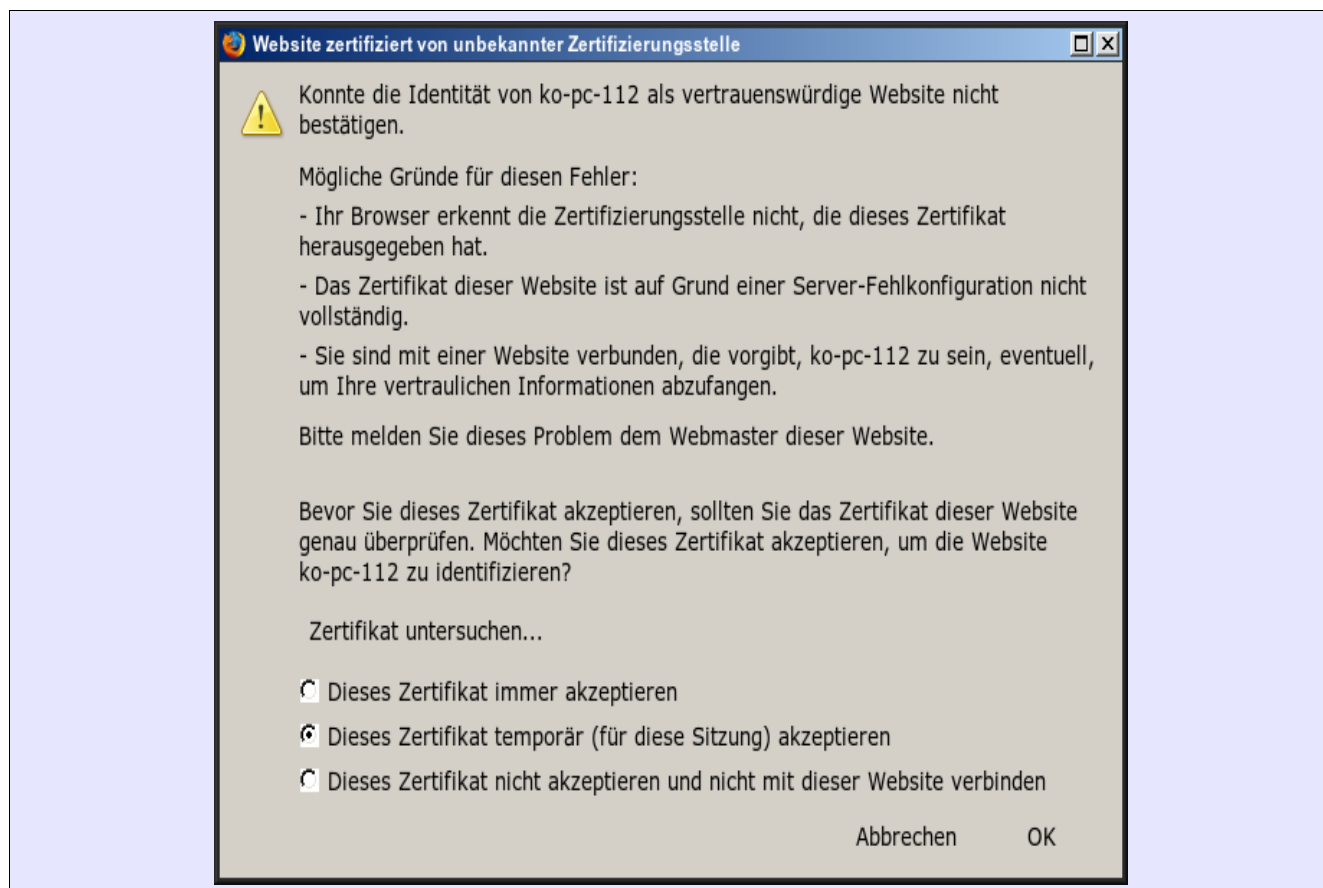 Website zertifiziert von unbekannter Zertifizierungsstelle
Konnte die Identität von ko-pc-112 als vertrauenswürdige Website nicht
bestätigen.
Mögliche Gründe für diesen Fehler:
- Ihr Browser erkennt die Zertifizierungsstelle nicht, die dieses Zertifikat
herausgegeben hat.
- Das Zertifikat dieser Website ist auf Grund einer Server-Fehlkonfiguration nicht
vollständig.
- Sie sind mit einer Website verbunden, die vorgibt, ko-pc-112 zu sein, eventuell,
um Ihre vertraulichen Informationen abzufangen.
Bitte melden Sie dieses Problem dem Webmaster dieser Website.
Bevor Sie dieses Zertifikat akzeptieren, sollten Sie das Zertifikat dieser Website
genau überprüfen. Möchten Sie dieses Zertifikat akzeptieren, um die Website
ko-pc-112 zu identifizieren?
Zertifikat untersuchen...
Dieses Zertifikat immer akzeptieren
Dieses Zertifikat temporär (für diese Sitzung) akzeptieren
Dieses Zertifikat nicht akzeptieren und nicht mit dieser Website verbinden
Abbrechen OK